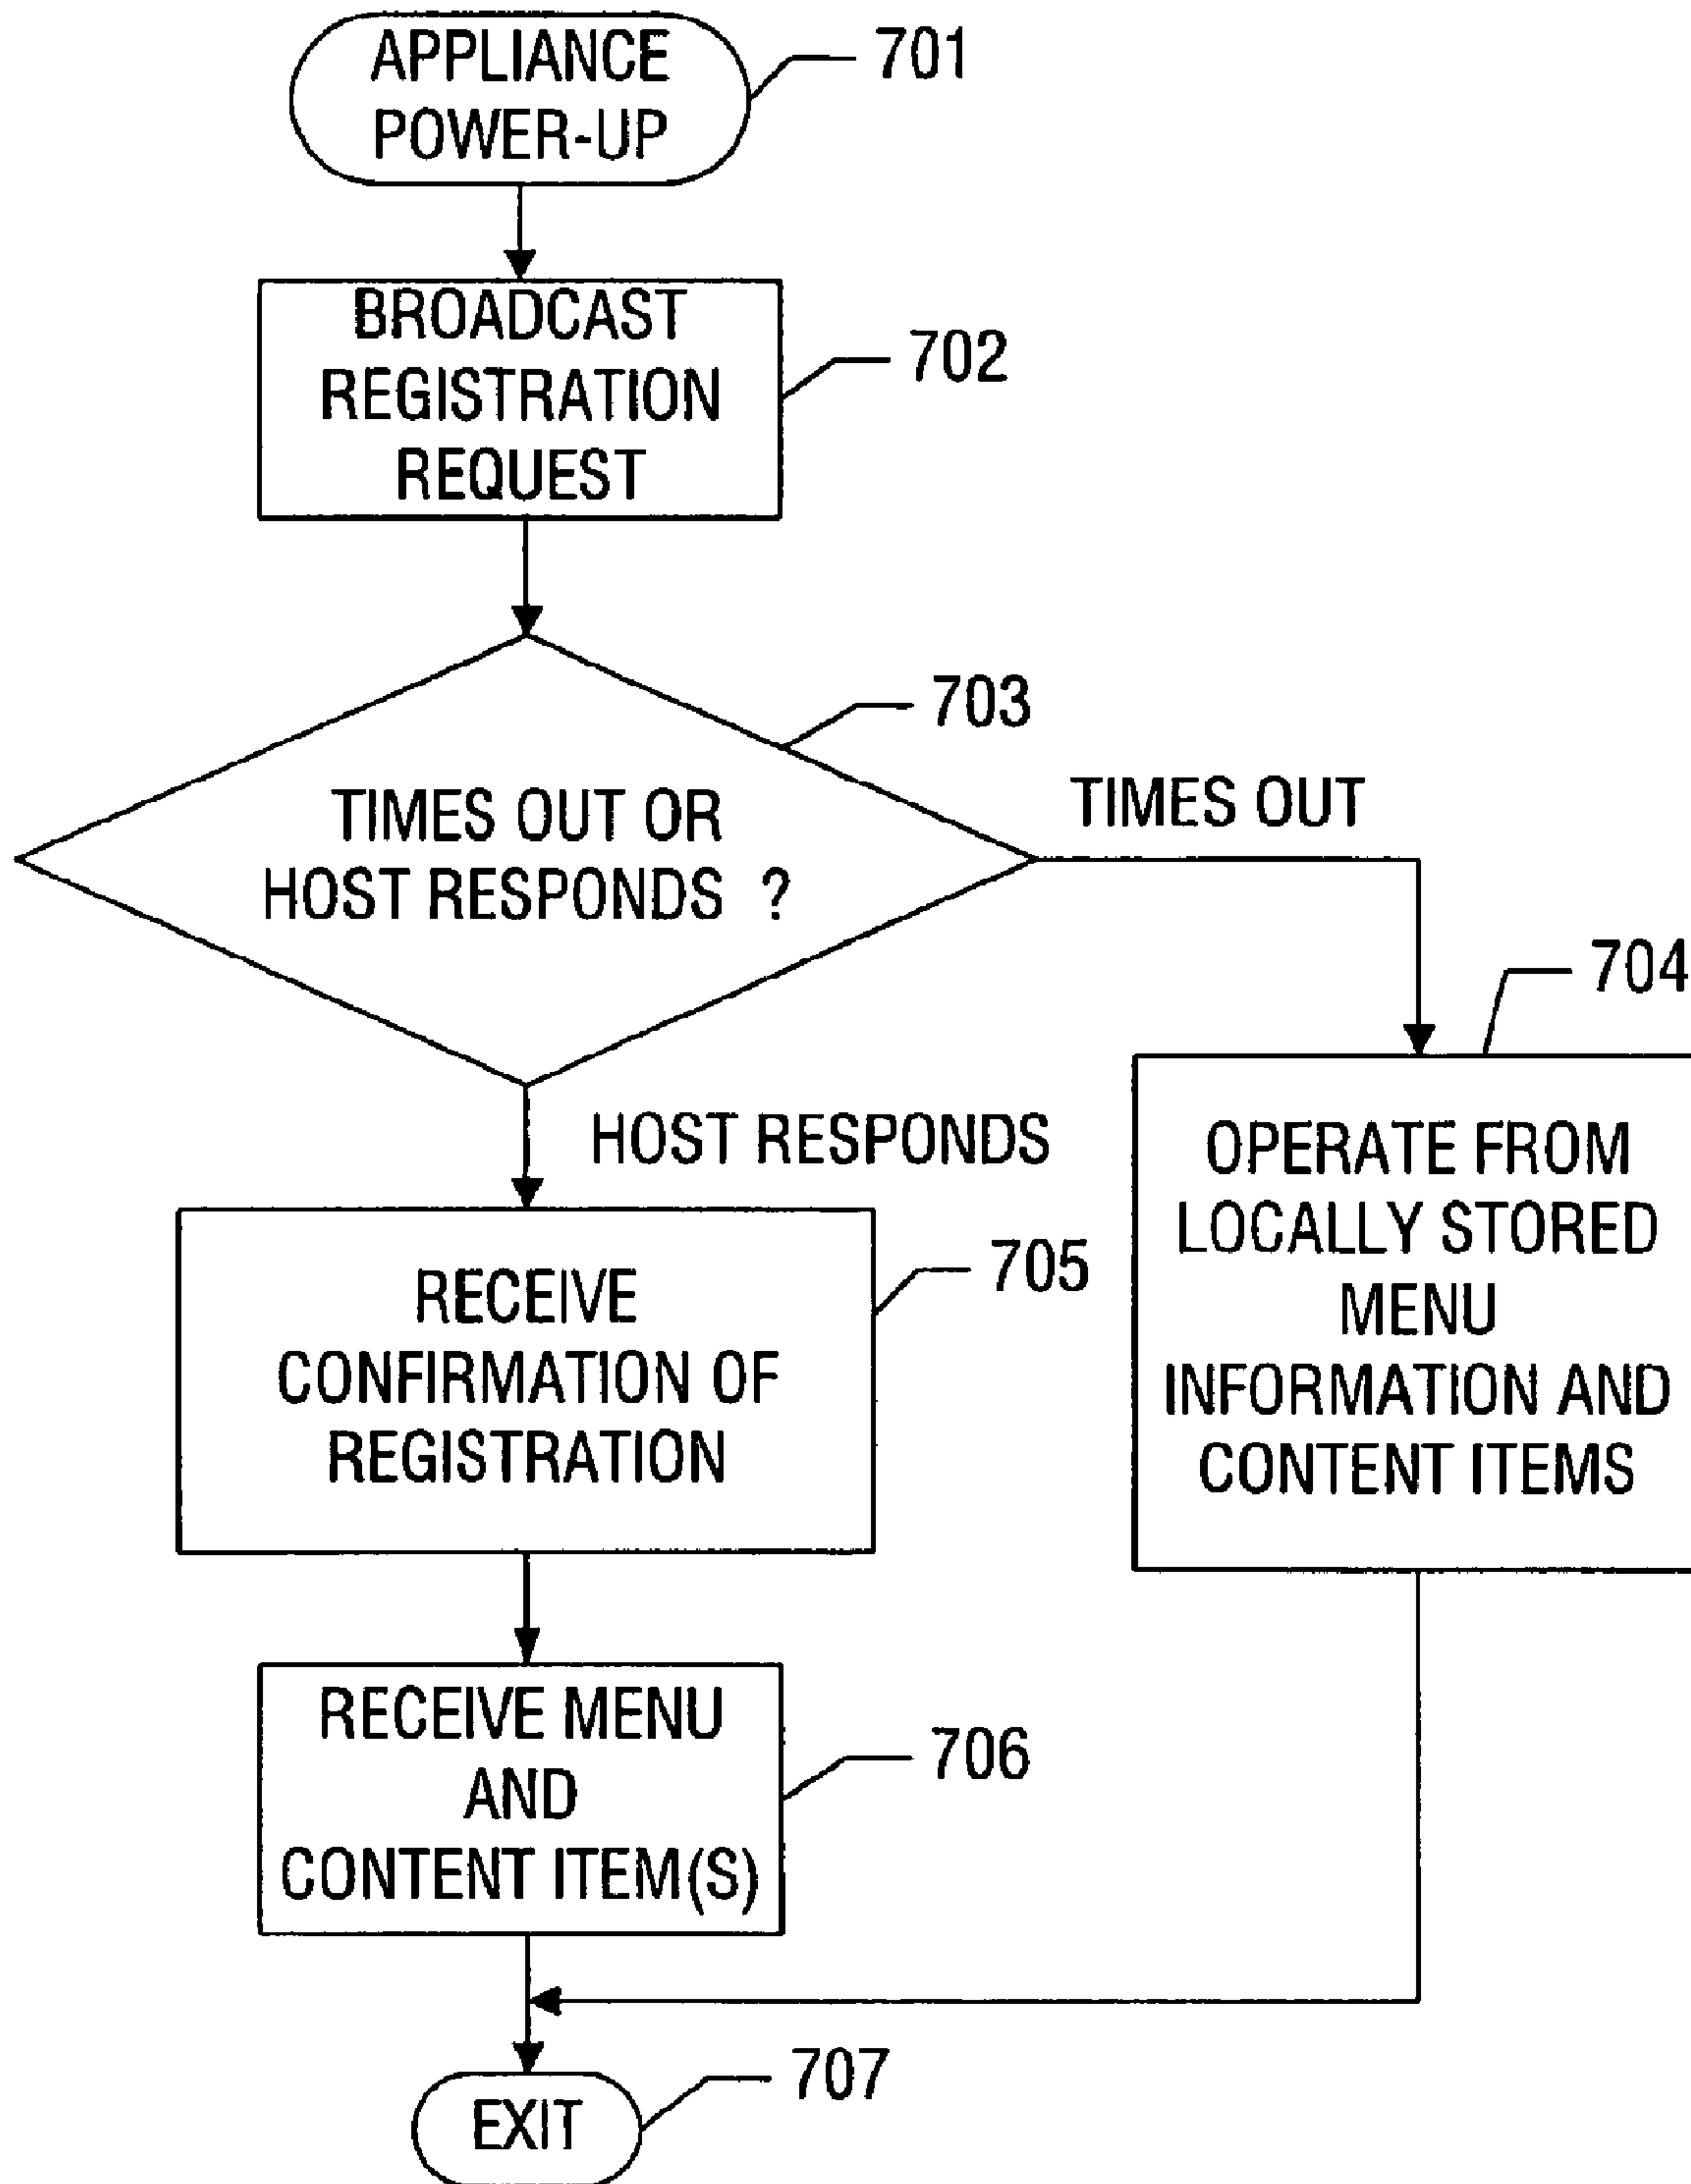 APPLIANCE
POWER-UP
701
BROADCAST
REGISTRATION
REQUEST
702
703
TIMES OUT OR
HOST RESPONDS ?
TIMES OUT
704
HOST RESPONDS
OPERATE FROM
LOCALLY STORED
MENU
INFORMATION AND
CONTENT ITEMS
RECEIVE
CONFIRMATION OF
REGISTRATION
705
RECEIVE MENU
AND
CONTENT ITEM(S)
706
EXIT
707